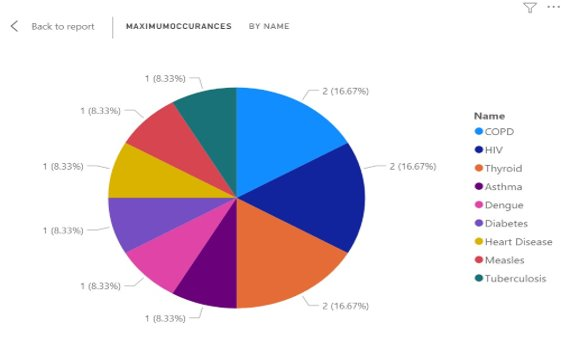 Back to report
MAXIMUMOCCURANCES BY NAME
1 (8.33%)
2 (16.67%)
1 (8.33%)
1 (8.33%)
2 (16.67%)
1 (8.33%)
1 (8.33%)
1 (8.33%)
2 (16.67%)
Name
COPD
HIV
Thyroid
Asthma
Dengue
Diabetes
Heart Disease
Measles
Tuberculosis